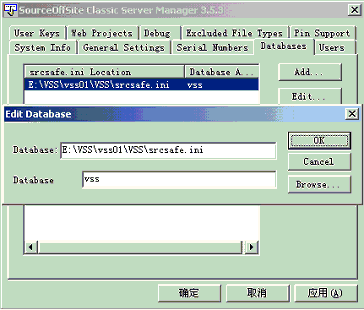 SourceOffSite Classic Server Manager 3.5.3
User Keys Web Projects Debug Excluded File Types Pin Support
System Info General Settings Serial Numbers Databases Users
srcsafe.ini Location Database A...
E:\VSS\vss01\VSS\srcsafe.ini vss
Add...
Edit...
Edit Database
Database: E:\VSS\vss01\VSS\srcsafe.ini
OK
Cancel
Database vss
Browse...
确定 取消 应用(A)